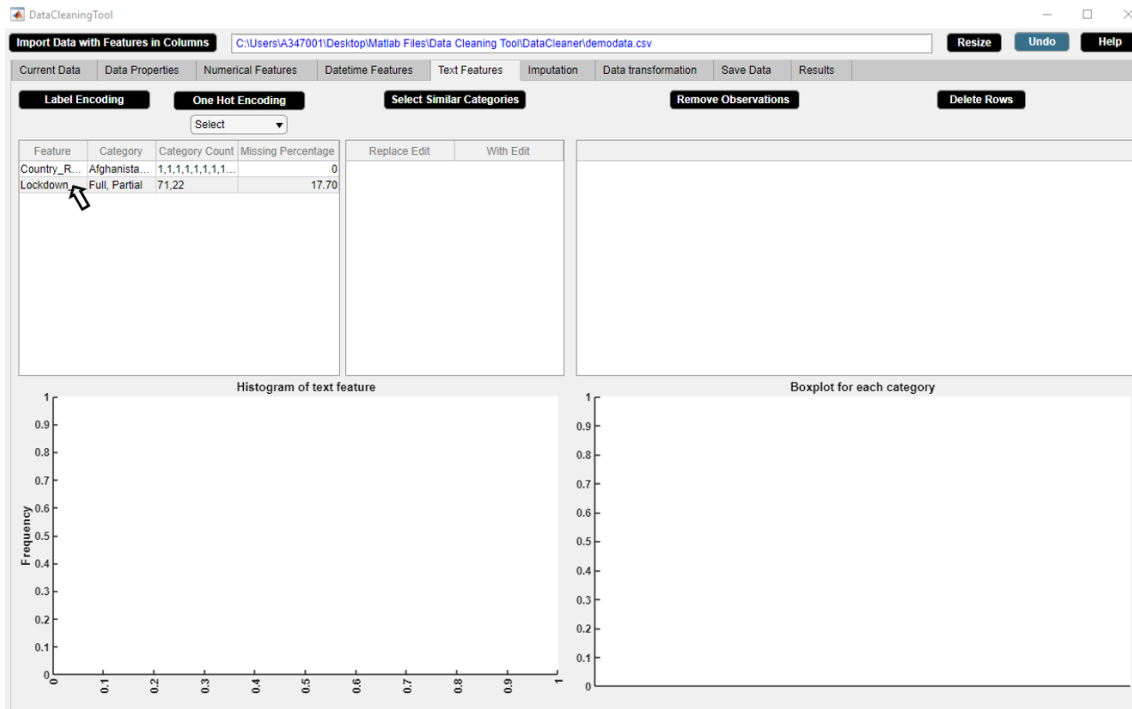 DataCleaningTool
Import Data with Features in Columns C:\Users\A347001\Desktop\Matlab Files\Data Cleaning Tool\DataCleaner\demodata.csv Resize Undo Help
Current Data Data Properties Numerical Features Datetime Features Text Features Imputation Data transformation Save Data Results
Label Encoding One Hot Encoding Select Similar Categories Remove Observations Delete Rows
Select
Feature Category Category Count Missing Percentage Replace Edit With Edit
Country_R... Afghanista... 1,1,1,1,1,1,1,1... 0
Lockdown_ Full, Partial 71,22 17.70
Histogram of text feature
1
0.9
0.8
0.7
0.6
0.5
0.4
0.3
0.2
0.1
0
Frequency
0 0.1 0.2 0.3 0.4 0.5 0.6 0.7 0.8 0.9 1
Boxplot for each category
1
0.9
0.8
0.7
0.6
0.5
0.4
0.3
0.2
0.1
0